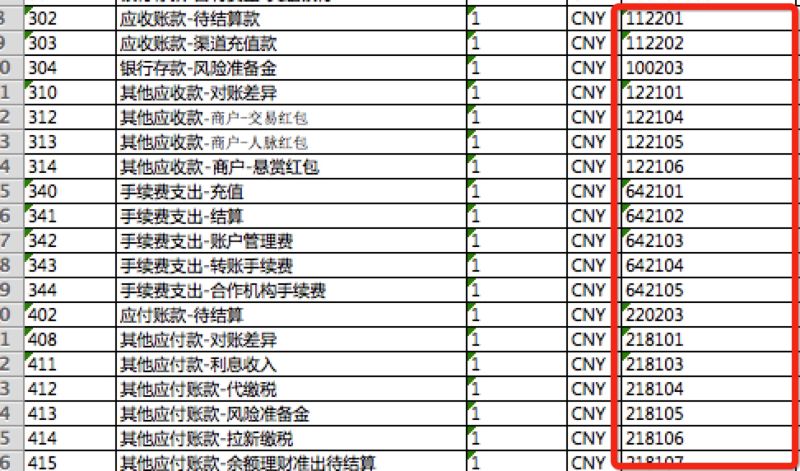 8 302 应收账款-待结算款 1 CNY 112201
9 303 应收账款-渠道充值款 1 CNY 112202
0 304 银行存款-风险准备金 1 CNY 100203
1 310 其他应收款-对账差异 1 CNY 122101
2 312 其他应收款-商户-交易红包 1 CNY 122104
3 313 其他应收款-商户-人脉红包 1 CNY 122105
4 314 其他应收款-商户-悬赏红包 1 CNY 122106
5 340 手续费支出-充值 1 CNY 642101
6 341 手续费支出-结算 1 CNY 642102
7 342 手续费支出-账户管理费 1 CNY 642103
8 343 手续费支出-转账手续费 1 CNY 642104
9 344 手续费支出-合作机构手续费 1 CNY 642105
0 402 应付账款-待结算 1 CNY 220203
1 408 其他应付款-对账差异 1 CNY 218101
2 411 其他应付款-利息收入 1 CNY 218103
3 412 其他应付账款-代缴税 1 CNY 218104
4 413 其他应付账款-风险准备金 1 CNY 218105
5 414 其他应付账款-拉新缴税 1 CNY 218106
6 415 其他应付账款-余额理财准出待结算 1 CNY 218107